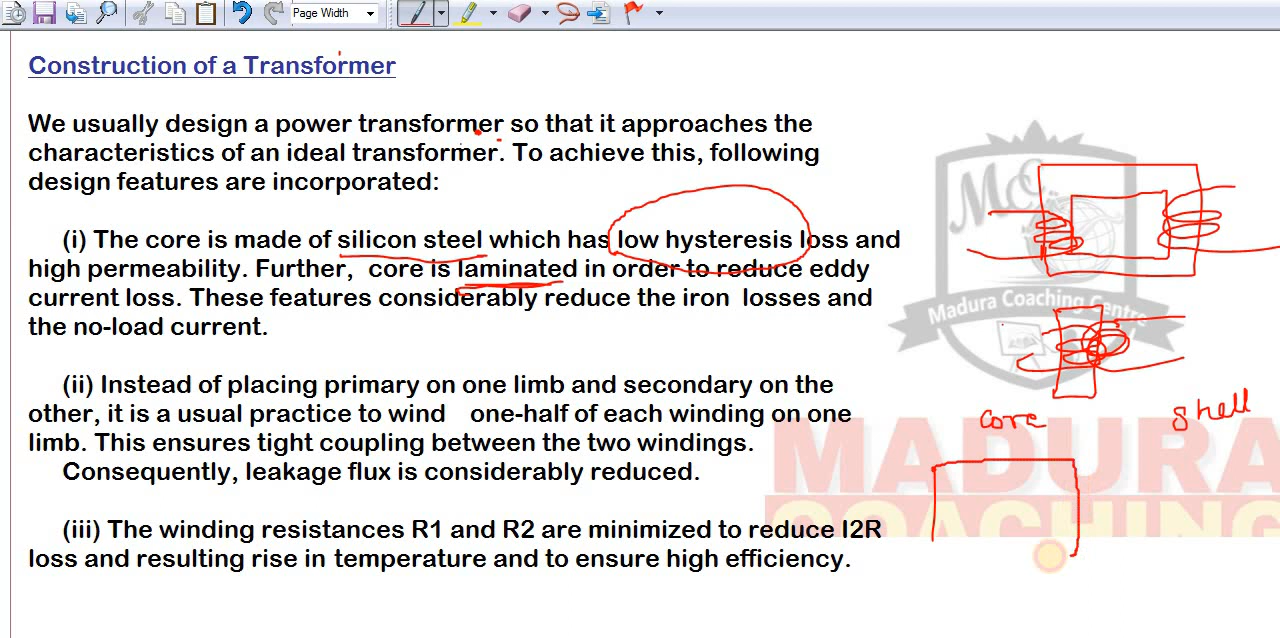 Page Width
Construction of a Transformer
We usually design a power transformer so that it approaches the
characteristics of an ideal transformer. To achieve this, following
design features are incorporated:
(i) The core is made of silicon steel which has low hysteresis loss and
high permeability. Further, core is laminated in order to reduce eddy
current loss. These features considerably reduce the iron losses and
the no-load current.
(ii) Instead of placing primary on one limb and secondary on the
other, it is a usual practice to wind one-half of each winding on one
limb. This ensures tight coupling between the two windings.
Consequently, leakage flux is considerably reduced.
(iii) The winding resistances R1 and R2 are minimized to reduce I2R
loss and resulting rise in temperature and to ensure high efficiency.
MC
Madura Coaching Centre
core
shell
MADURA
COACHING